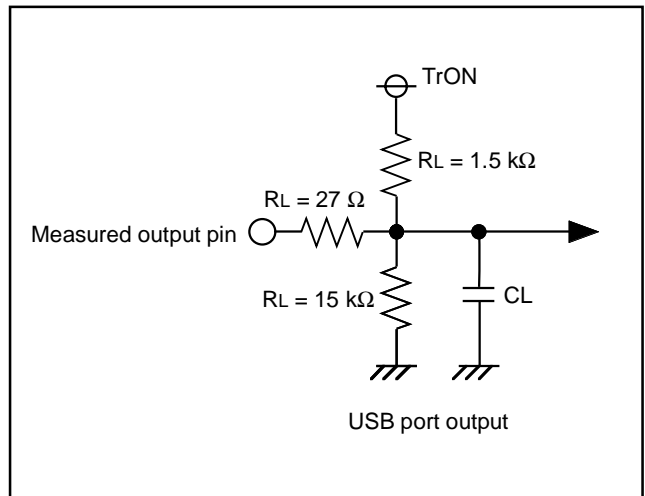 TrON
RL = 1.5 kΩ
RL = 27 Ω
Measured output pin
RL = 15 kΩ
CL
USB port output